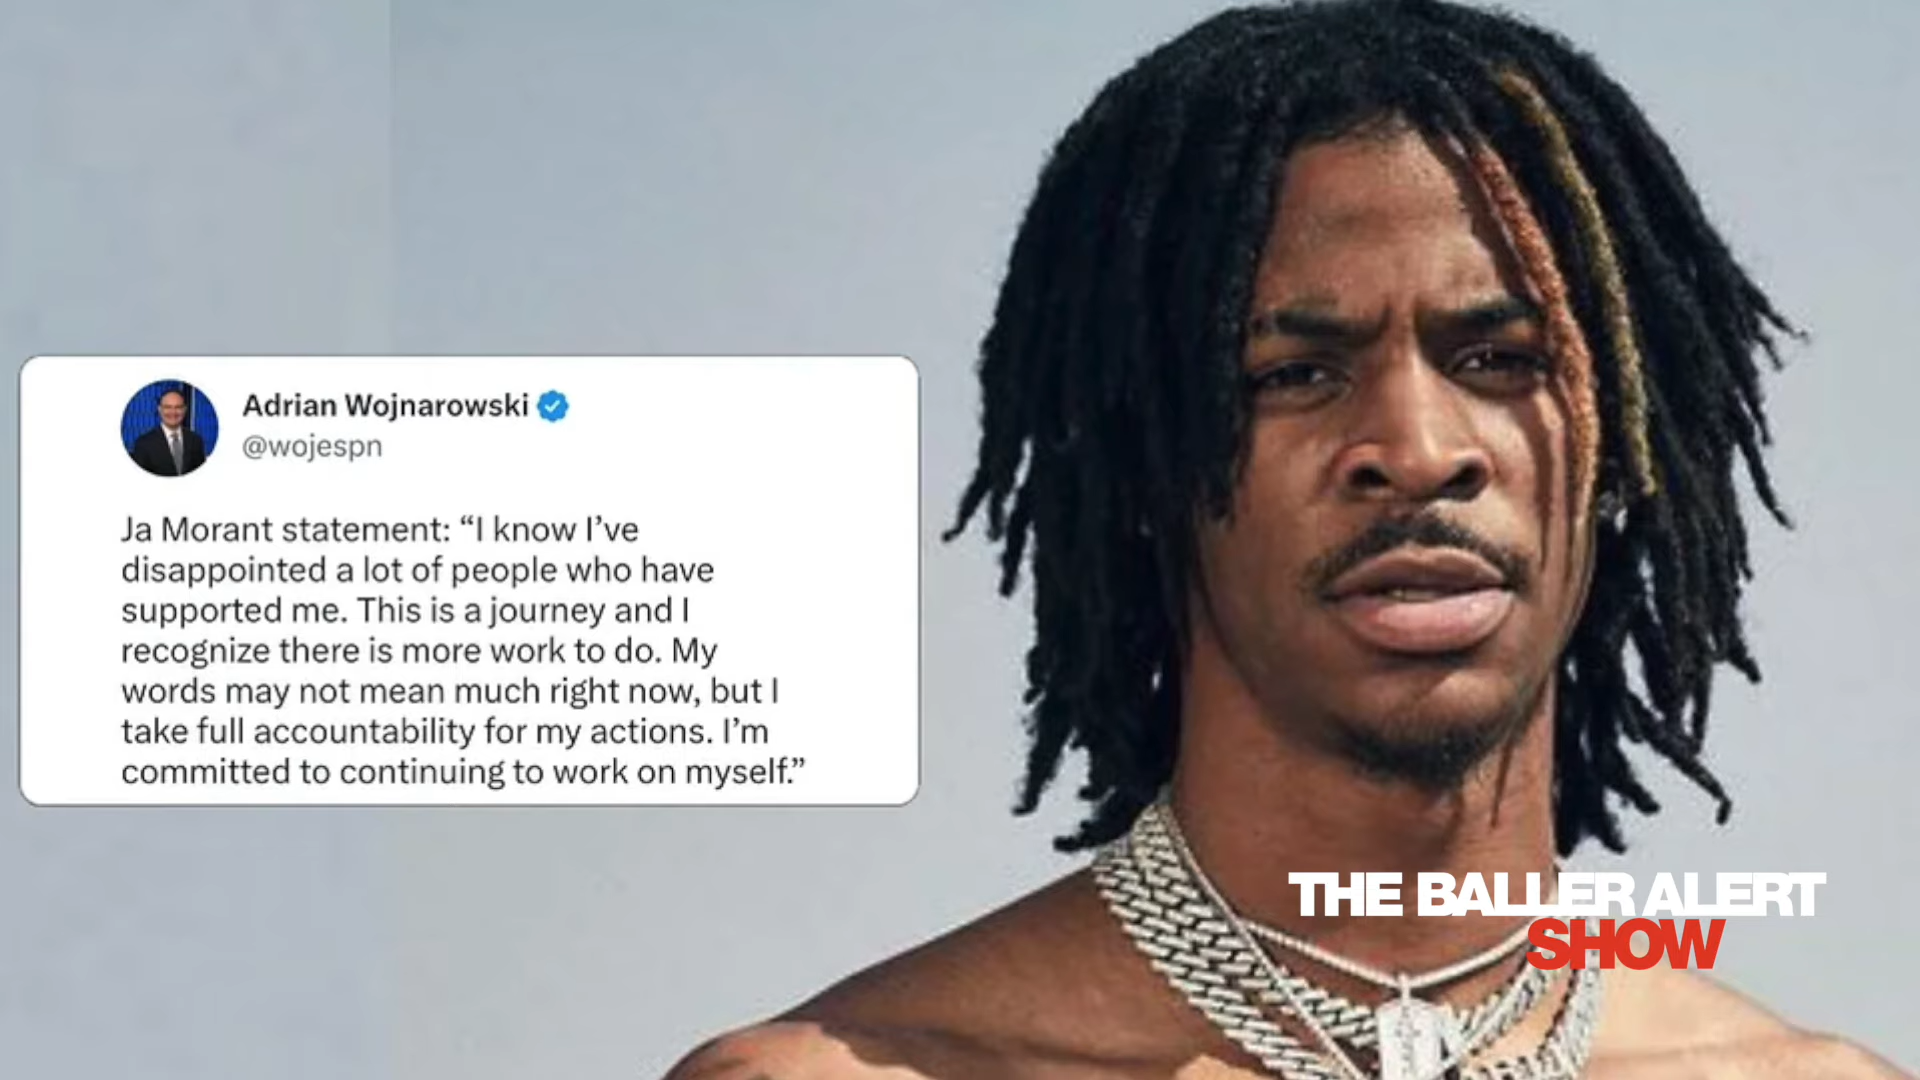 Adrian Wojnarowski
@wojespn
Ja Morant statement: “I know I’ve
disappointed a lot of people who have
supported me. This is a journey and I
recognize there is more work to do. My
words may not mean much right now, but I
take full accountability for my actions. I’m
committed to continuing to work on myself.”
THE BALLER ALERT
SHOW